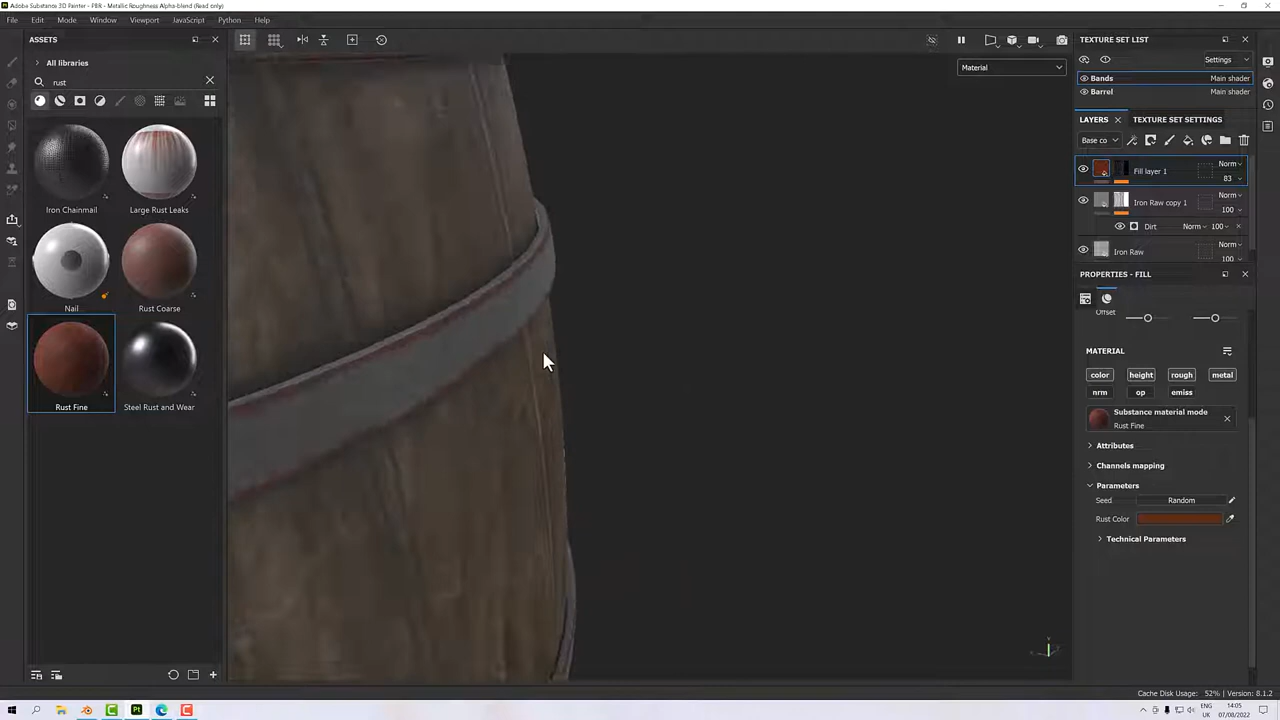 Adobe Substance 3D Painter - PBR - Metallic Roughness Alpha-blend (Read only)
File Edit Mode Window Viewport JavaScript Python Help
ASSETS
All libraries
rust
Iron Chainmail
Large Rust Leaks
Nail
Rust Coarse
Rust Fine
Steel Rust and Wear
Material
TEXTURE SET LIST
Settings
Bands Main shader
Barrel Main shader
LAYERS TEXTURE SET SETTINGS
Base co
Norm
Fill layer 1
83
Norm
Iron Raw copy 1
100
Dirt Norm 100
Norm
Iron Raw
100
PROPERTIES - FILL
Offset
MATERIAL
color height rough metal
nrm op emiss
Substance material mode
Rust Fine
Attributes
Channels mapping
Parameters
Seed Random
Rust Color
Technical Parameters
Cache Disk Usage: 52% | Version: 8.1.2
Pt
ENG
UK
14:05
07/08/2022